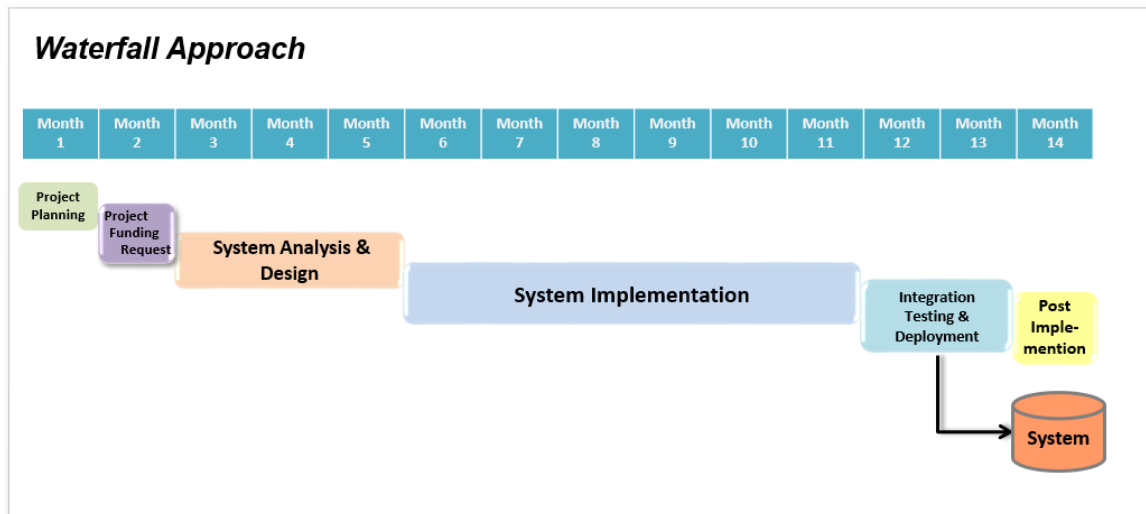 Waterfall Approach
Month Month Month Month Month Month Month Month Month Month Month Month Month Month
1 2 3 4 5 6 7 8 9 10 11 12 13 14
Project
Planning
Project
Funding
Request
System Analysis &
Design
System Implementation
Integration
Testing &
Deployment
Post
Imple-
mention
System